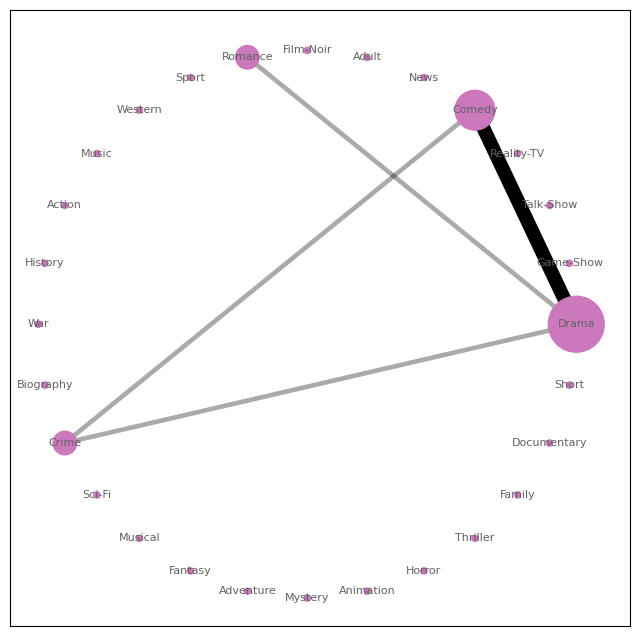 Film-Noir
Romance
Adult
Sport
News
Western
Comedy
Music
Reality-TV
Action
Talk-Show
History
Game-Show
War
Drama
Biography
Short
Crime
Documentary
Sci-Fi
Family
Musical
Thriller
Fantasy
Horror
Adventure
Animation
Mystery